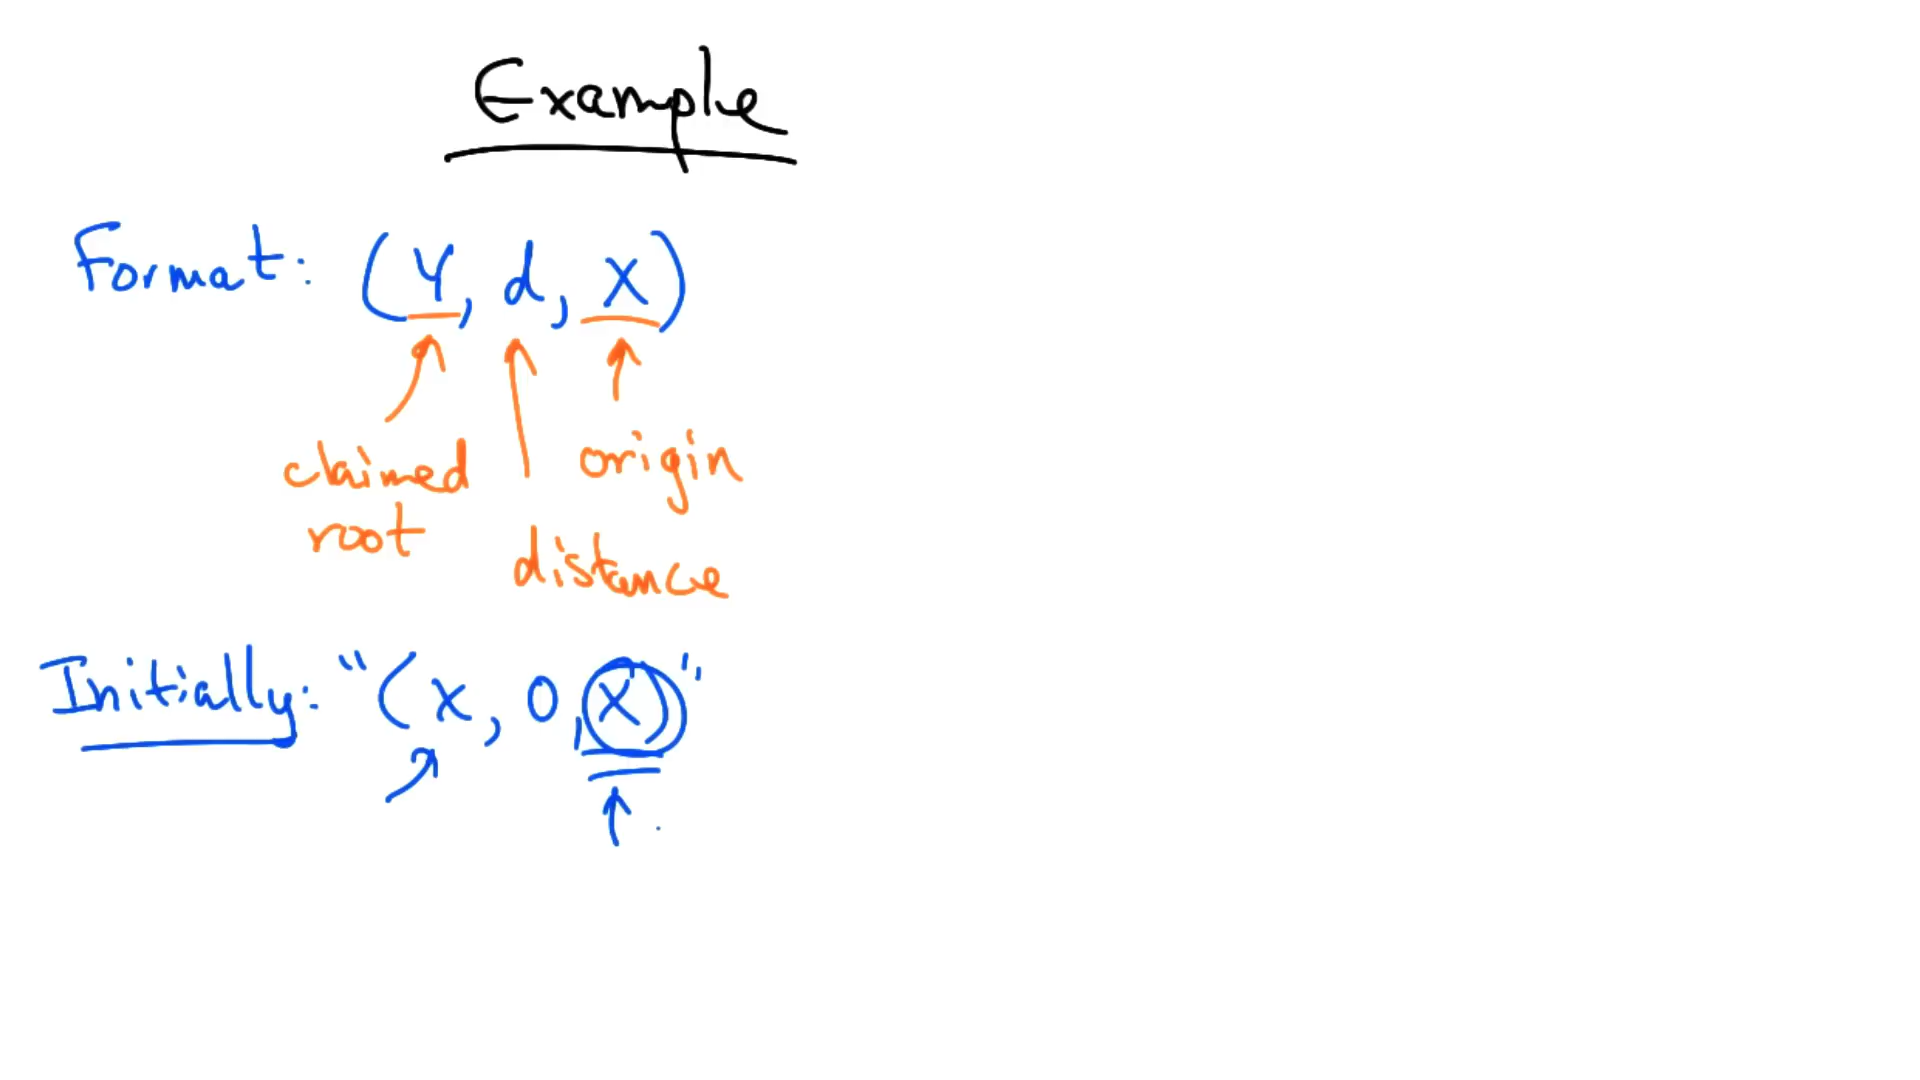 Example
Format: (Y, d, X)
claimed
root
origin
distance
Initially: "(X, 0, X)"